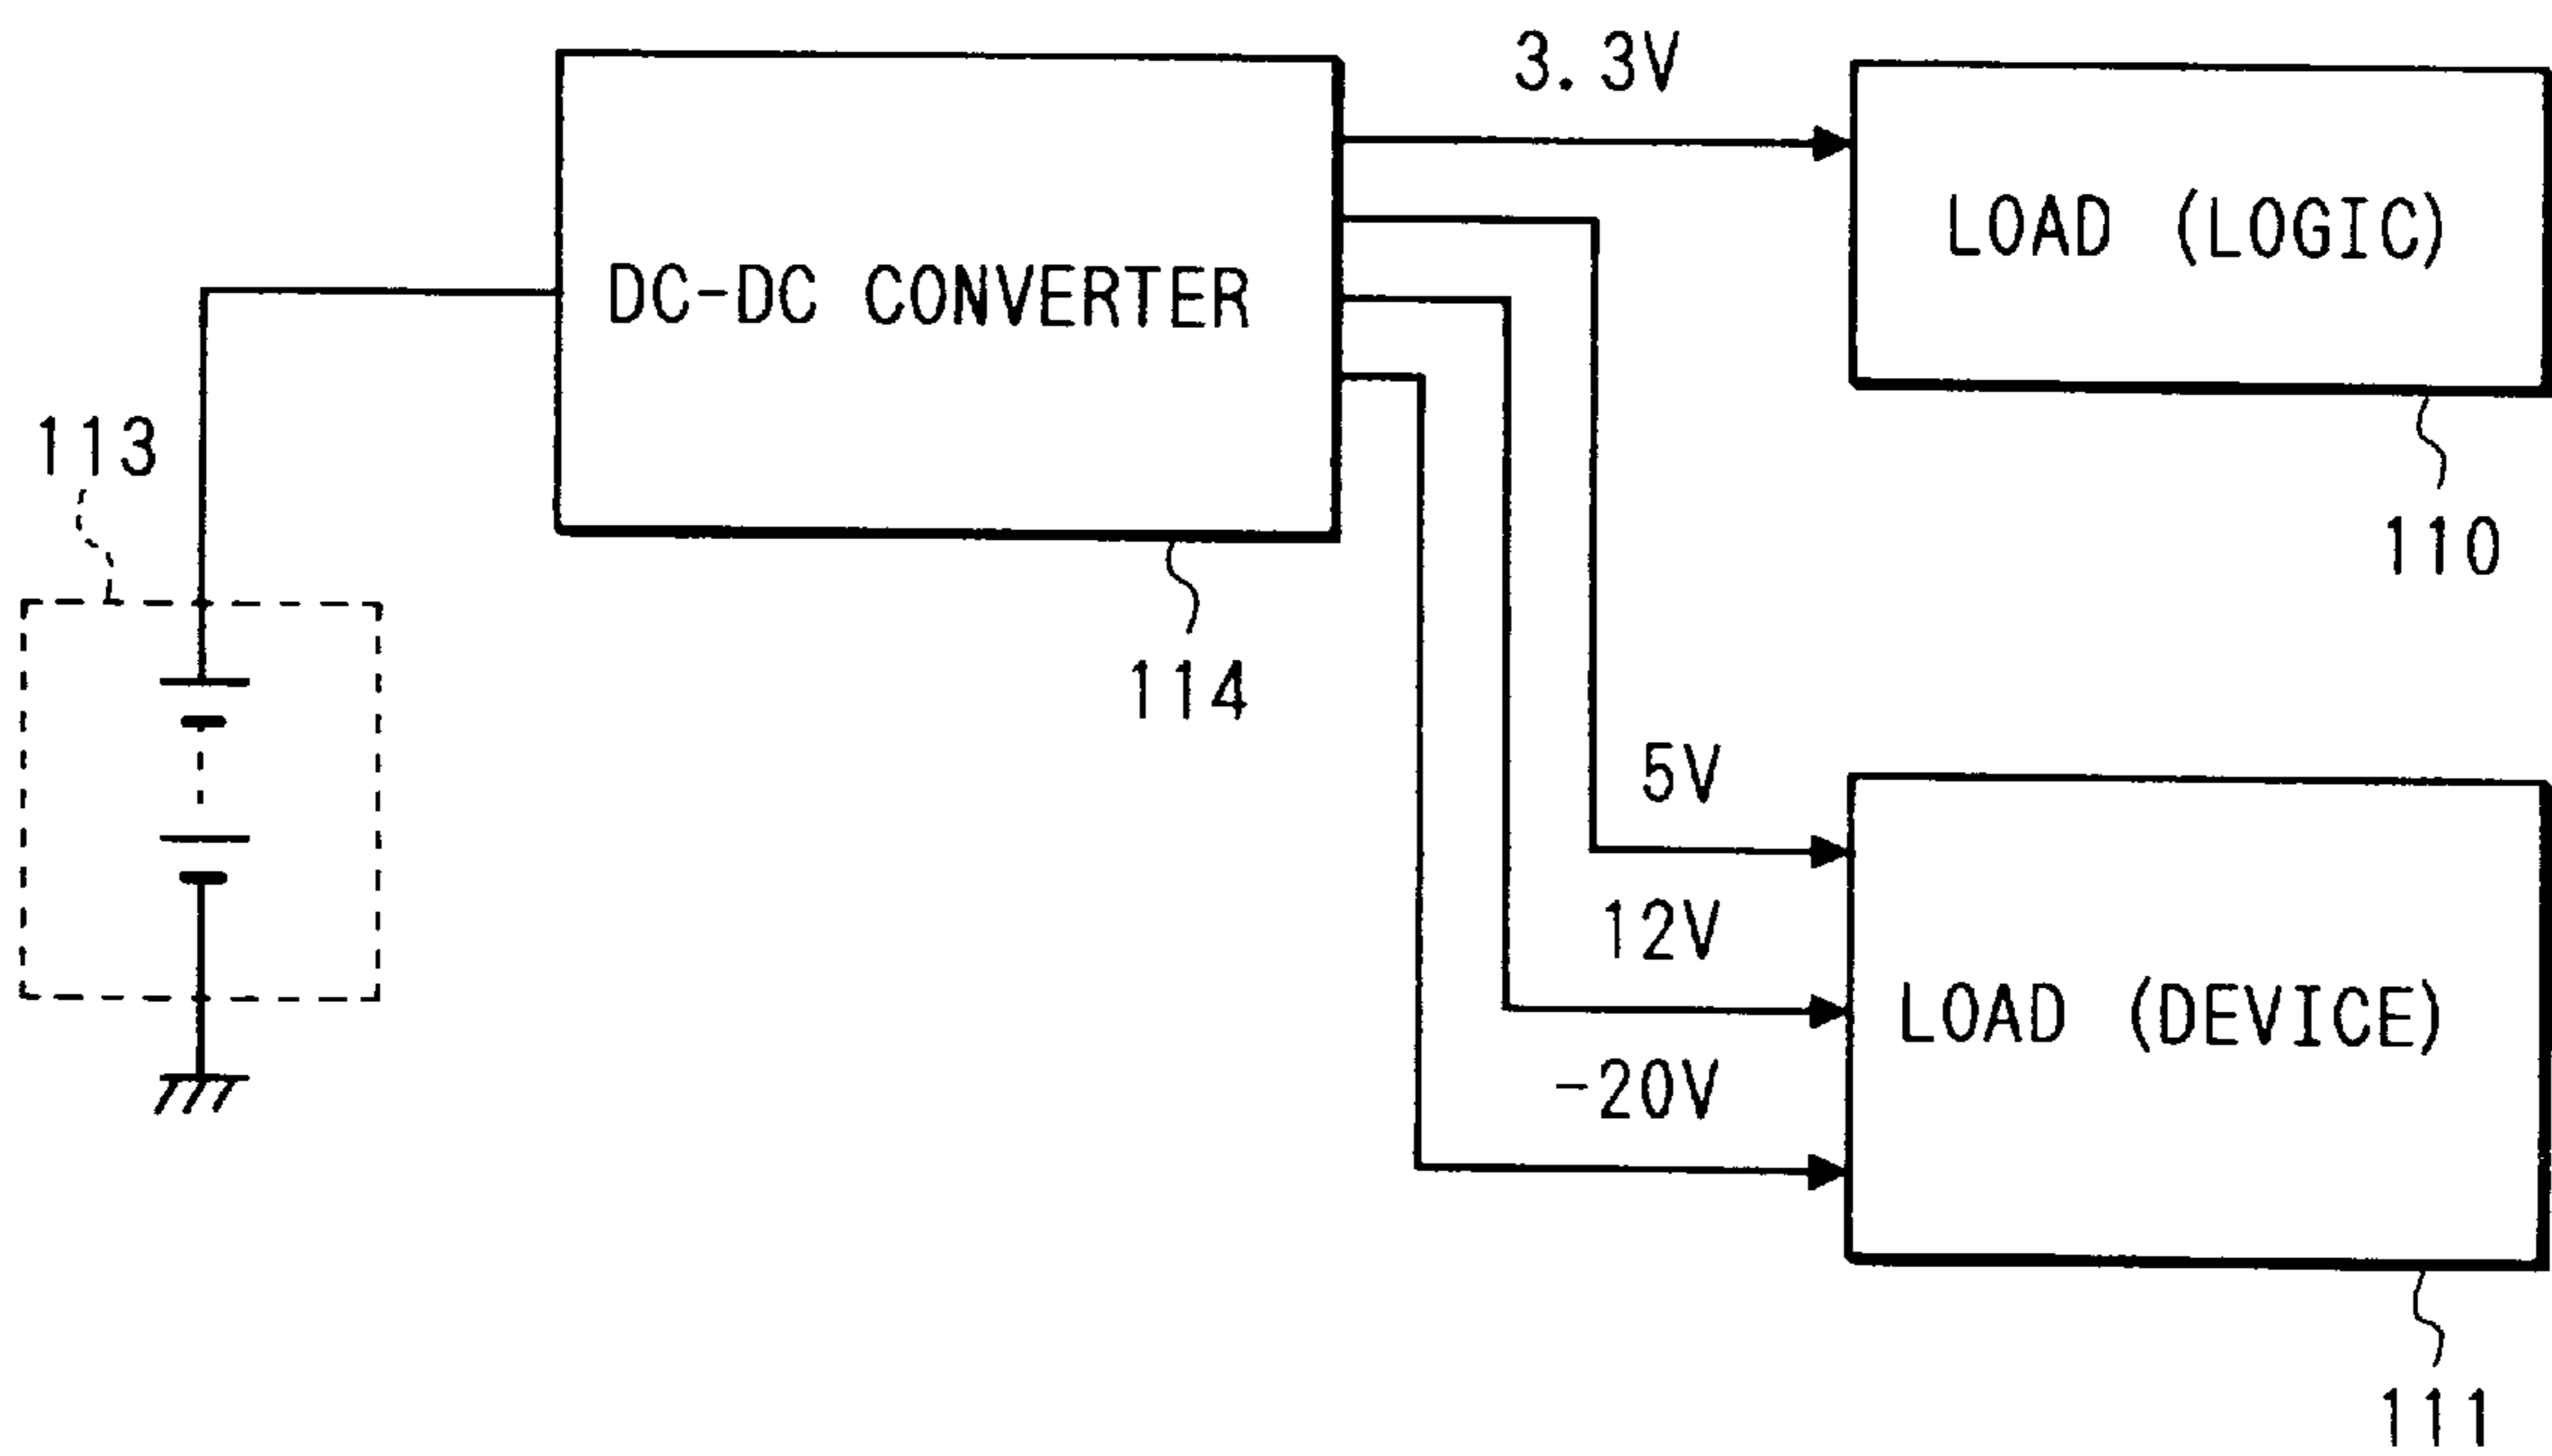 3.3V
LOAD (LOGIC)
DC-DC CONVERTER
113
110
114
5V
12V
LOAD (DEVICE)
-20V
111